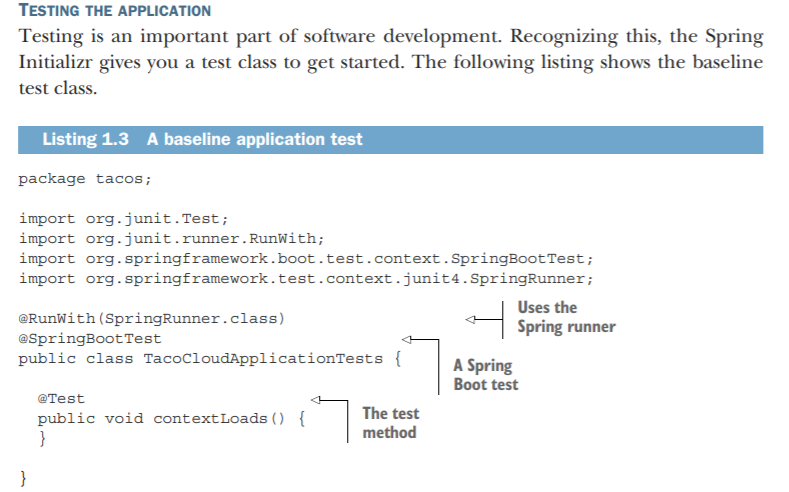 TESTING THE APPLICATION
Testing is an important part of software development. Recognizing this, the Spring
Initializr gives you a test class to get started. The following listing shows the baseline
test class.
Listing 1.3 A baseline application test
package tacos;
import org.junit.Test;
import org.junit.runner.RunWith;
import org.springframework.boot.test.context.SpringBootTest;
import org.springframework.test.context.junit4.SpringRunner;
@RunWith(SpringRunner.class)
Uses the
Spring runner
@SpringBootTest
public class TacoCloudApplicationTests {
A Spring
Boot test
@Test
public void contextLoads() {
}
The test
method
}